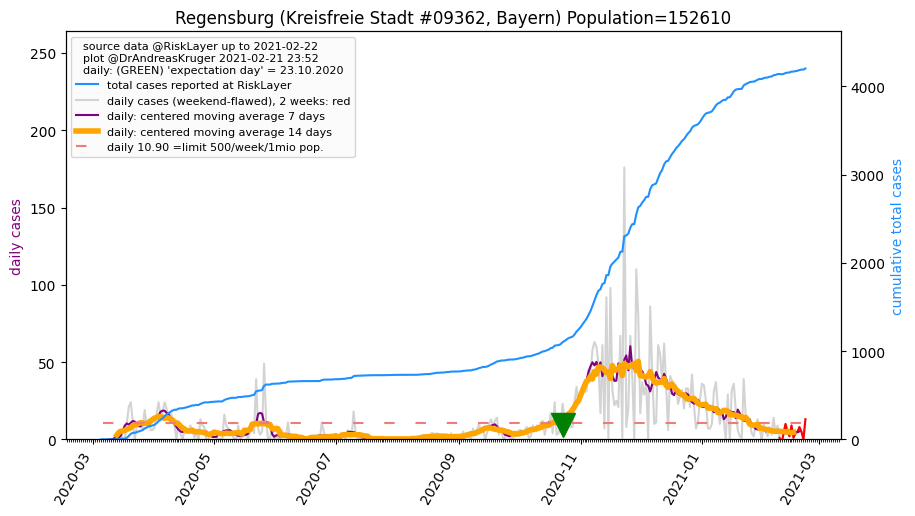 Regensburg (Kreisfreie Stadt #09362, Bayern) Population=152610
source data @RiskLayer up to 2021-02-22
plot @DrAndreasKruger 2021-02-21 23:52
daily: (GREEN) 'expectation day' = 23.10.2020
total cases reported at RiskLayer
daily cases (weekend-flawed), 2 weeks: red
daily: centered moving average 7 days
daily: centered moving average 14 days
daily 10.90 =limit 500/week/1mio pop.
daily cases
250
200
150
100
50
0
cumulative total cases
4000
3000
2000
1000
0
2020-03
2020-05
2020-07
2020-09
2020-11
2021-01
2021-03